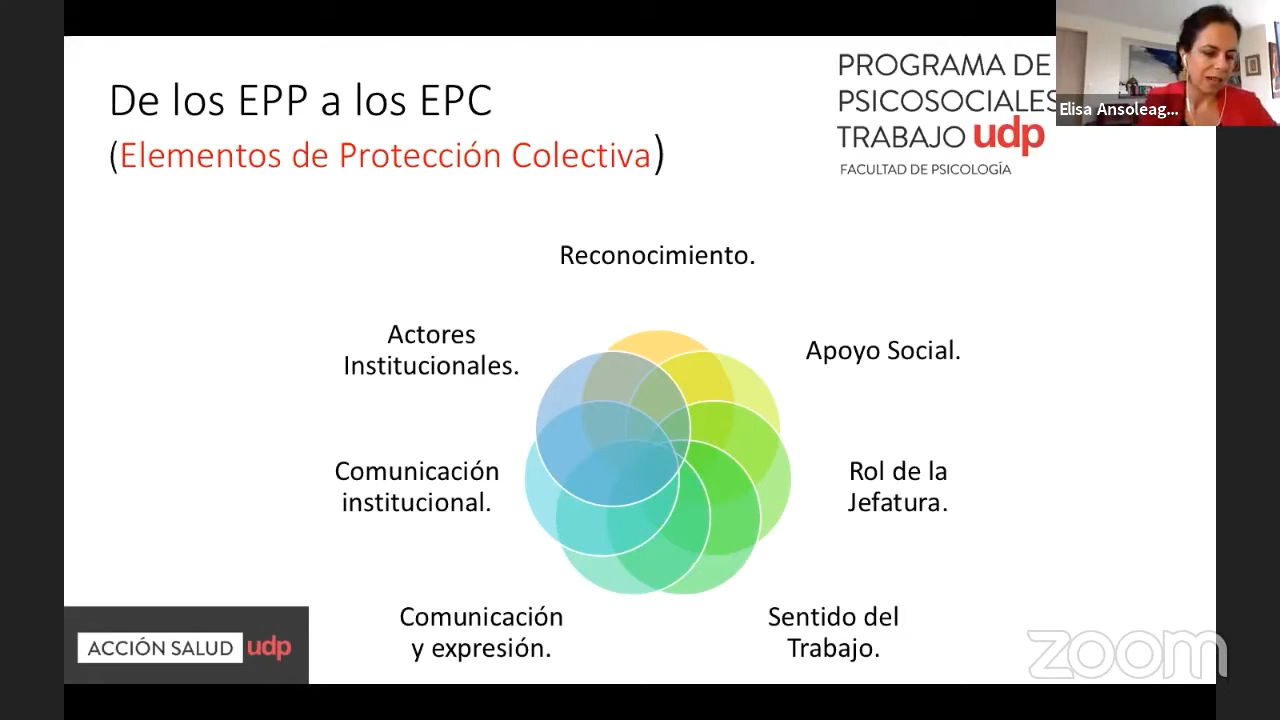 De los EPP a los EPC
(Elementos de Protección Colectiva)
PROGRAMA DE
PSICOSOCIALES
TRABAJO udp
FACULTAD DE PSICOLOGÍA
Elisa Ansoleag...
Reconocimiento.
Actores
Institucionales.
Apoyo Social.
Comunicación
institucional.
Rol de la
Jefatura.
Comunicación
y expresión.
Sentido del
Trabajo.
ACCIÓN SALUD udp
zoom